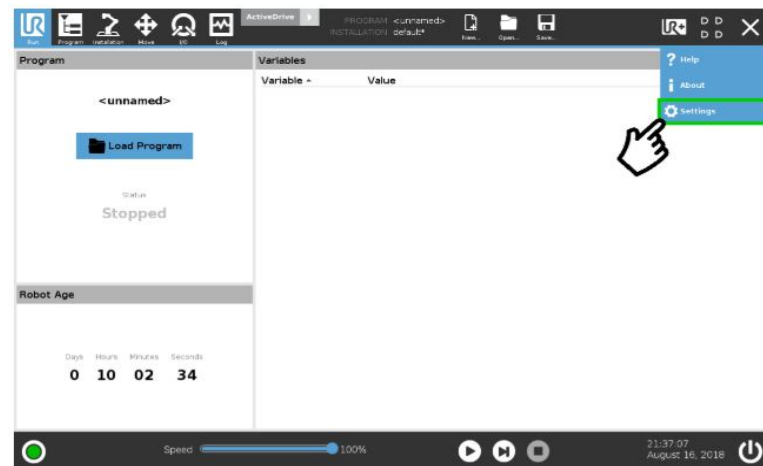 UR
Run
Program
Installation
Move
I/O
Log
ActiveDrive
PROGRAM <unnamed>
INSTALLATION default*
New...
Open...
Save...
UR+
D D
D D
Program
Variables
? Help
i About
Settings
Variable
Value
<unnamed>
Load Program
Status
Stopped
Robot Age
Days Hours Minutes Seconds
0 10 02 34
Speed
100%
21:37:07
August 16, 2018